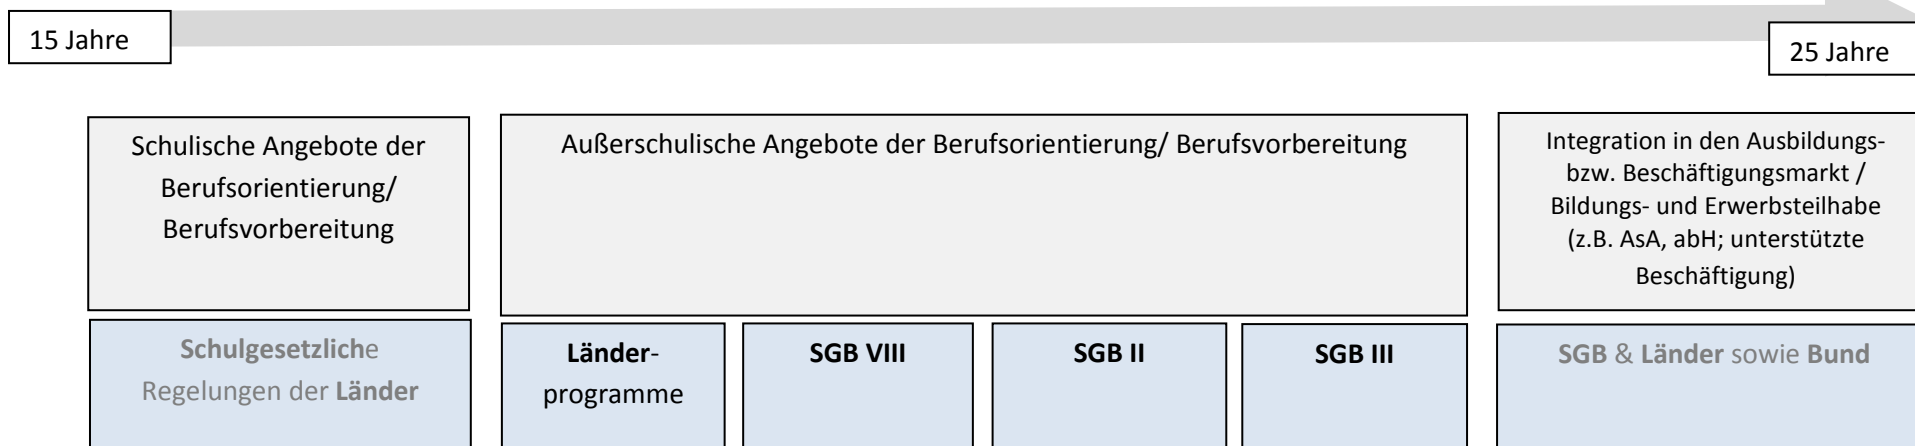 15 Jahre
25 Jahre
Schulische Angebote der
Berufsorientierung/
Berufsvorbereitung
Außerschulische Angebote der Berufsorientierung/ Berufsvorbereitung
Integration in den Ausbildungs-
bzw. Beschäftigungsmarkt /
Bildungs- und Erwerbsteilhabe
(z.B. AsA, abH; unterstützte
Beschäftigung)
Schulgesetzliche
Regelungen der Länder
Länder-
programme
SGB VIII
SGB II
SGB III
SGB & Länder sowie Bund